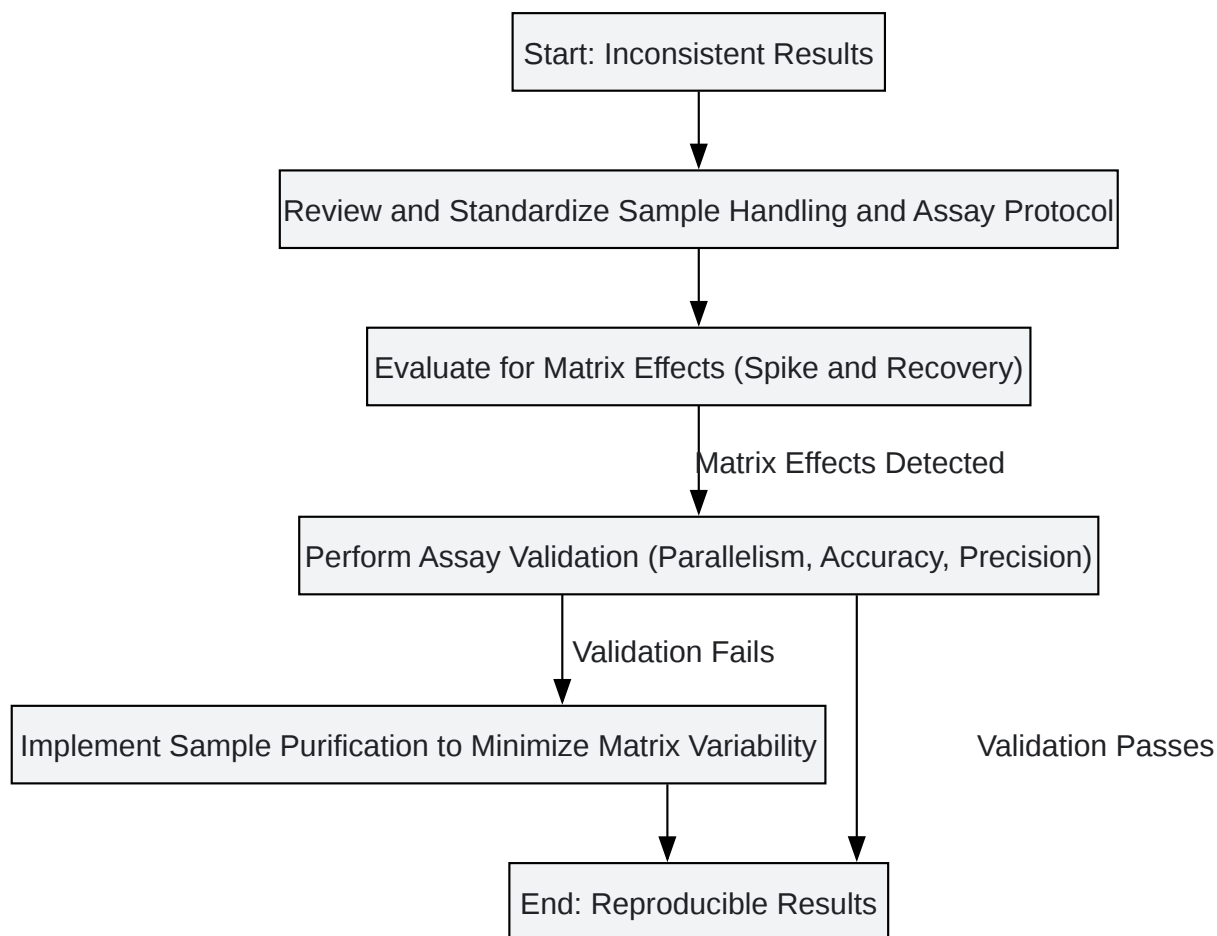 Start: Inconsistent Results
Review and Standardize Sample Handling and Assay Protocol
Evaluate for Matrix Effects (Spike and Recovery)
Matrix Effects Detected
Perform Assay Validation (Parallelism, Accuracy, Precision)
Validation Fails
Implement Sample Purification to Minimize Matrix Variability
Validation Passes
End: Reproducible Results